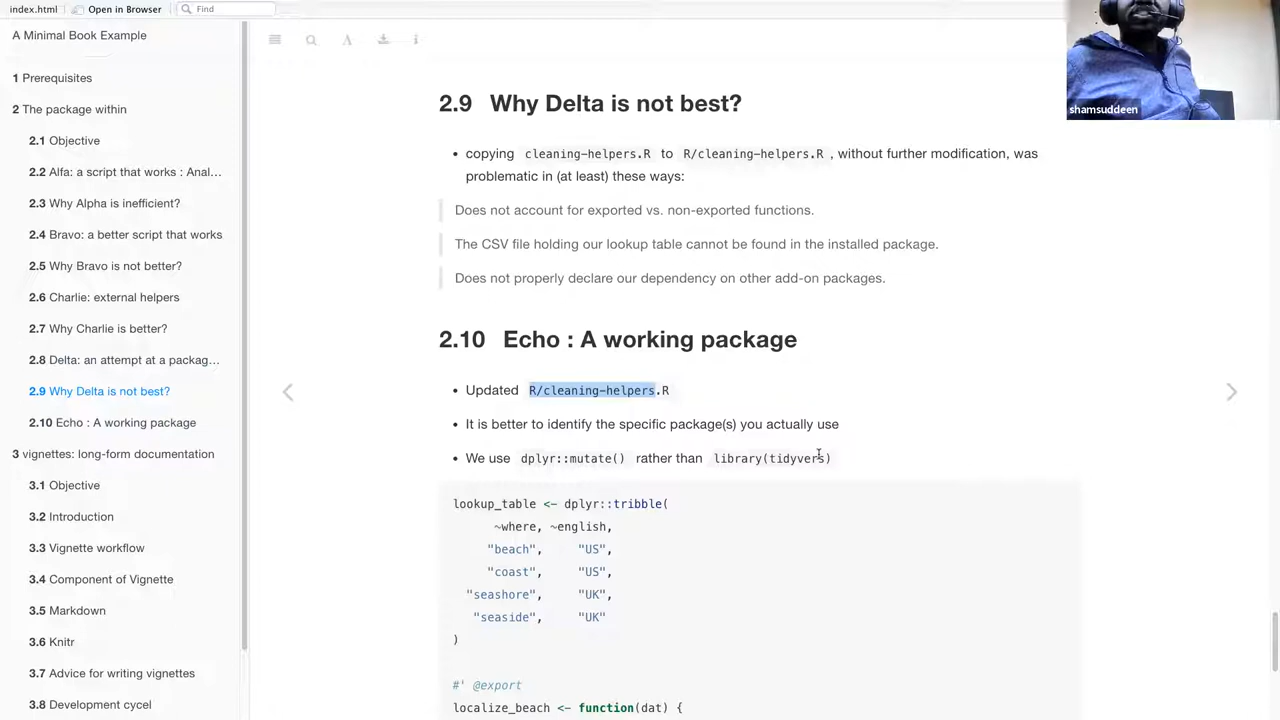 index.html Open in Browser Find
A Minimal Book Example
1 Prerequisites
2 The package within
2.1 Objective
2.2 Alfa: a script that works : Anal...
2.3 Why Alpha is inefficient?
2.4 Bravo: a better script that works
2.5 Why Bravo is not better?
2.6 Charlie: external helpers
2.7 Why Charlie is better?
2.8 Delta: an attempt at a packag...
2.9 Why Delta is not best?
2.10 Echo : A working package
3 vignettes: long-form documentation
3.1 Objective
3.2 Introduction
3.3 Vignette workflow
3.4 Component of Vignette
3.5 Markdown
3.6 Knitr
3.7 Advice for writing vignettes
3.8 Development cycel
2.9 Why Delta is not best?
• copying cleaning-helpers.R to R/cleaning-helpers.R , without further modification, was
problematic in (at least) these ways:
Does not account for exported vs. non-exported functions.
The CSV file holding our lookup table cannot be found in the installed package.
Does not properly declare our dependency on other add-on packages.
2.10 Echo : A working package
• Updated R/cleaning-helpers.R
• It is better to identify the specific package(s) you actually use
• We use dplyr::mutate() rather than library(tidyvers)
lookup_table <- dplyr::tribble(
~where, ~english,
"beach", "US",
"coast", "US",
"seashore", "UK",
"seaside", "UK"
)
#' @export
localize_beach <- function(dat) {
shamsuddeen